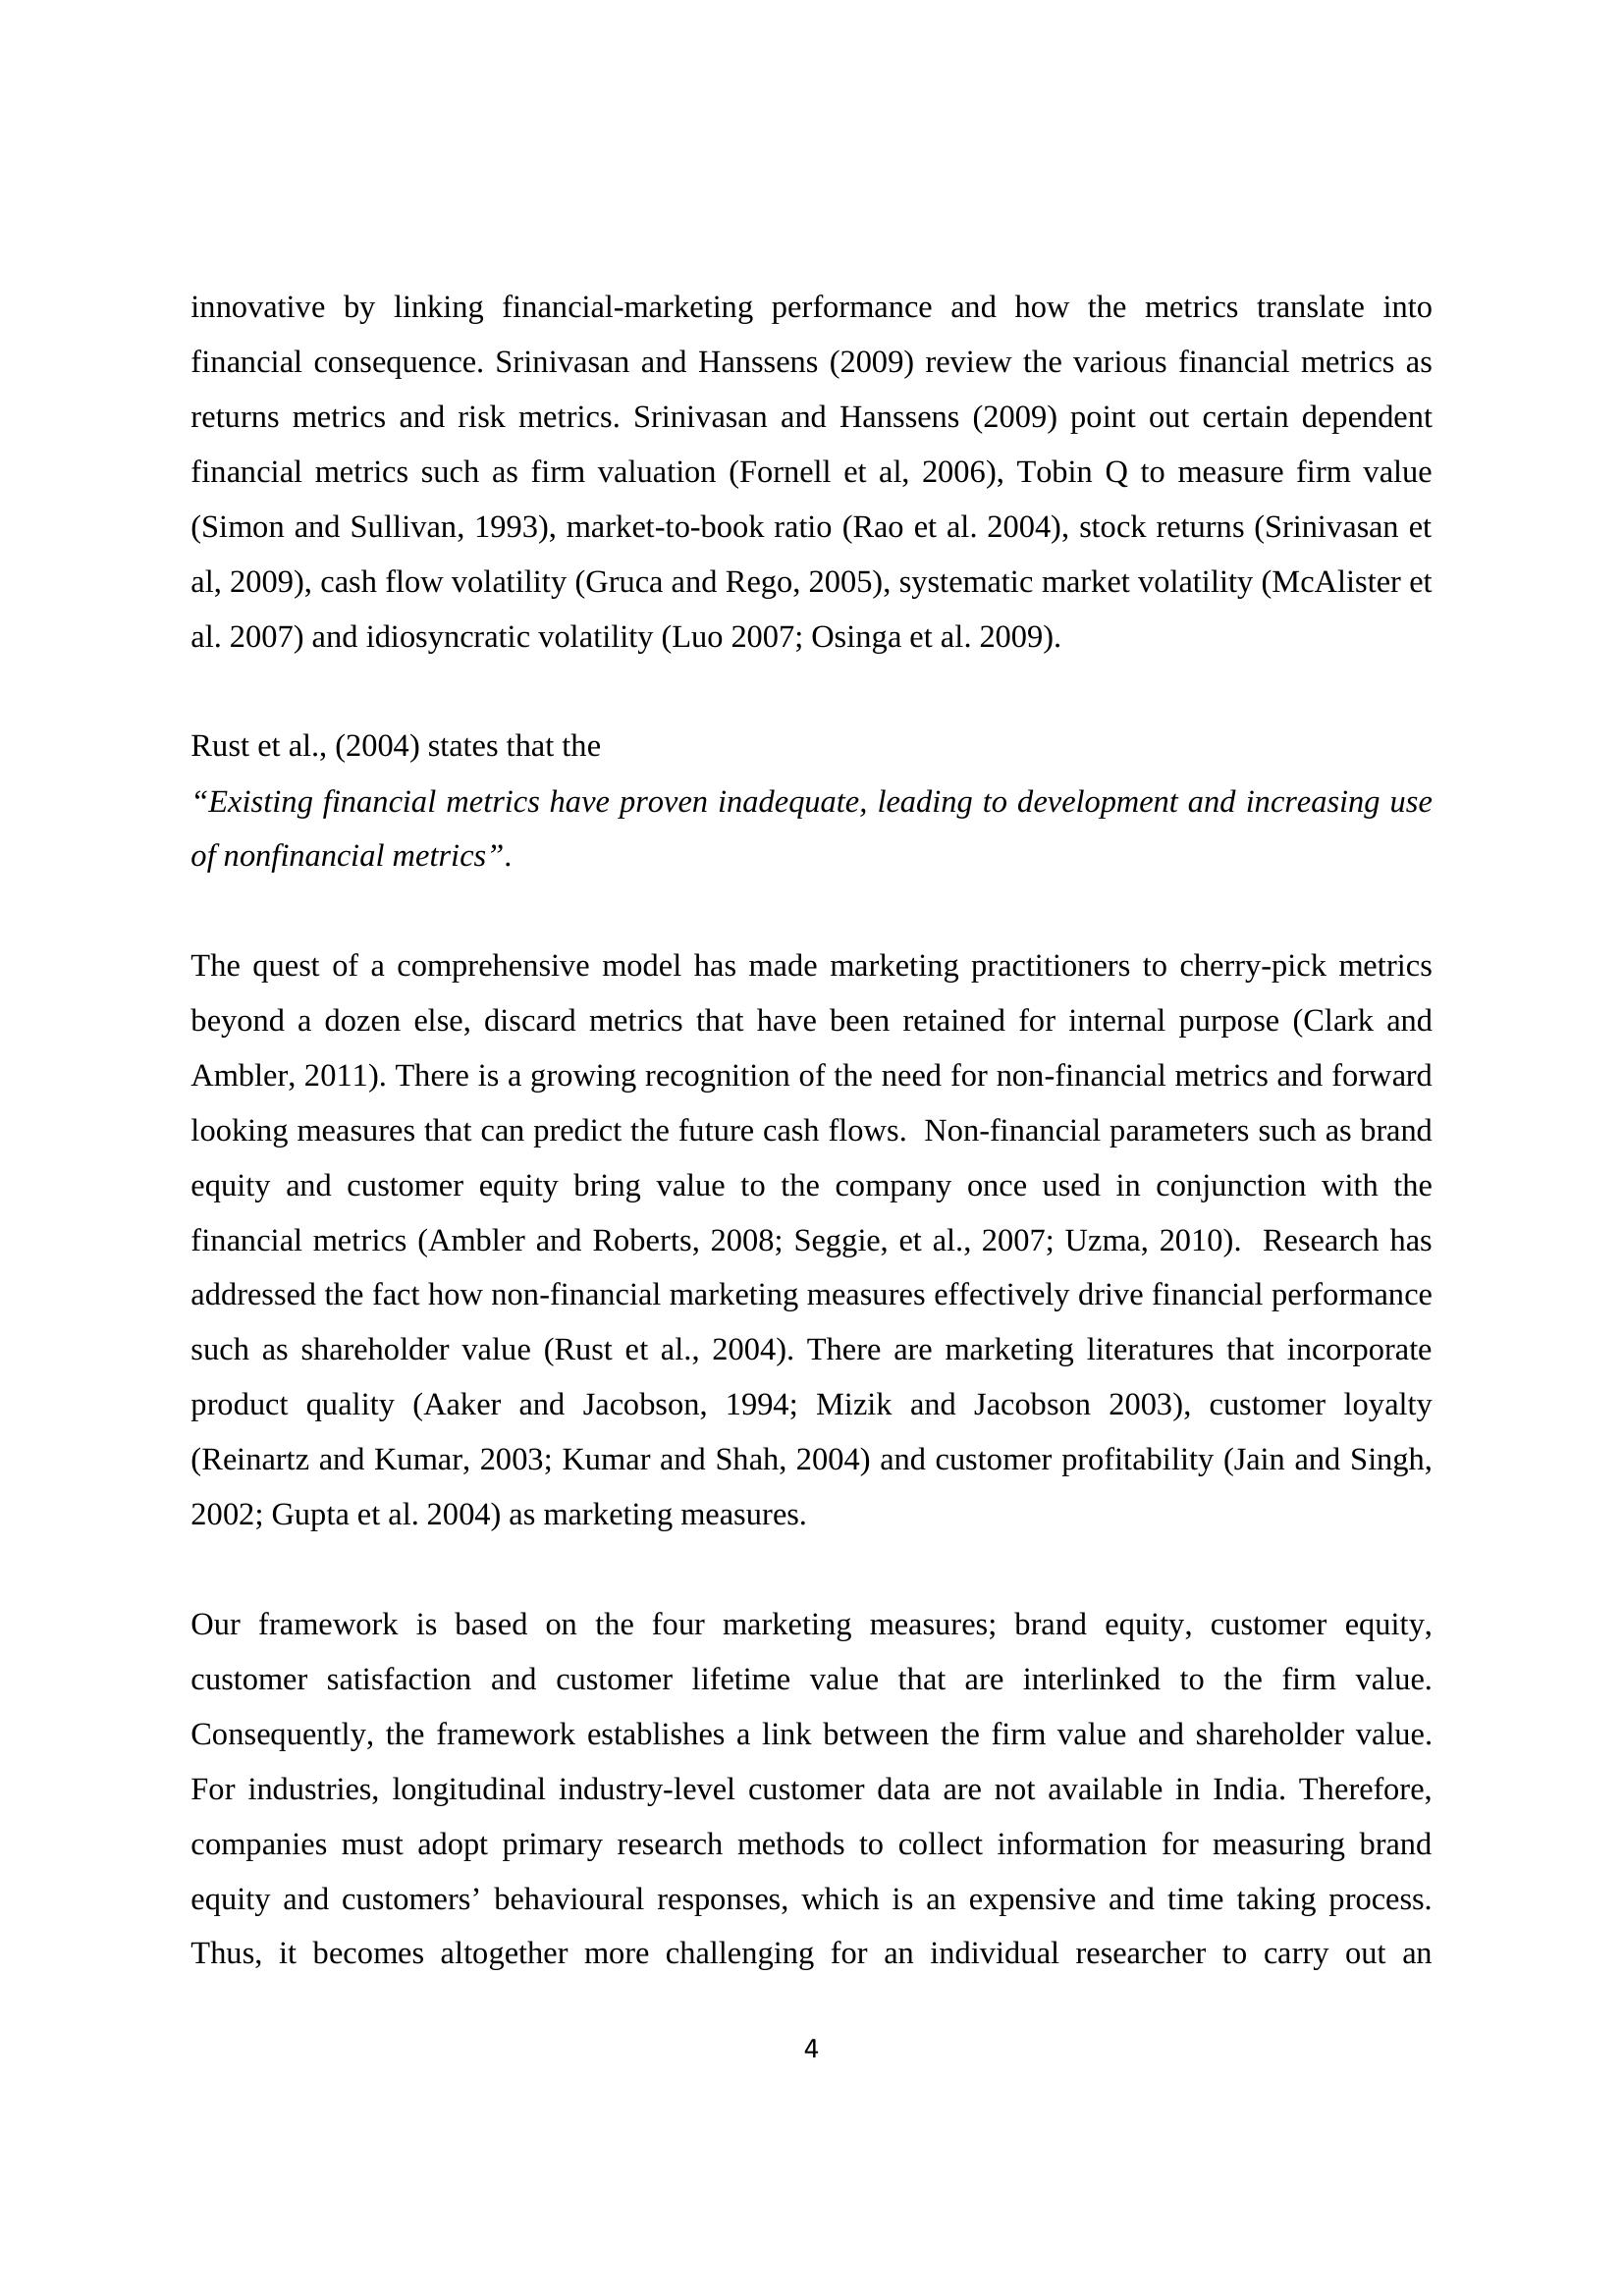 innovative by linking financial-marketing performance and how the metrics translate into
financial consequence. Srinivasan and Hanssens (2009) review the various financial metrics as
returns metrics and risk metrics. Srinivasan and Hanssens (2009) point out certain dependent
financial metrics such as firm valuation (Fornell et al, 2006), Tobin Q to measure firm value
(Simon and Sullivan, 1993), market-to-book ratio (Rao et al. 2004), stock returns (Srinivasan et
al, 2009), cash flow volatility (Gruca and Rego, 2005), systematic market volatility (McAlister et
al. 2007) and idiosyncratic volatility (Luo 2007; Osinga et al. 2009).
Rust et al., (2004) states that the
“Existing financial metrics have proven inadequate, leading to development and increasing use
of nonfinancial metrics”.
The quest of a comprehensive model has made marketing practitioners to cherry-pick metrics
beyond a dozen else, discard metrics that have been retained for internal purpose (Clark and
Ambler, 2011). There is a growing recognition of the need for non-financial metrics and forward
looking measures that can predict the future cash flows.  Non-financial parameters such as brand
equity and customer equity bring value to the company once used in conjunction with the
financial metrics (Ambler and Roberts, 2008; Seggie, et al., 2007; Uzma, 2010).  Research has
addressed the fact how non-financial marketing measures effectively drive financial performance
such as shareholder value (Rust et al., 2004). There are marketing literatures that incorporate
product quality (Aaker and Jacobson, 1994; Mizik and Jacobson 2003), customer loyalty
(Reinartz and Kumar, 2003; Kumar and Shah, 2004) and customer profitability (Jain and Singh,
2002; Gupta et al. 2004) as marketing measures.
Our framework is based on the four marketing measures; brand equity, customer equity,
customer satisfaction and customer lifetime value that are interlinked to the firm value.
Consequently, the framework establishes a link between the firm value and shareholder value.
For industries, longitudinal industry-level customer data are not available in India. Therefore,
companies must adopt primary research methods to collect information for measuring brand
equity and customers’ behavioural responses, which is an expensive and time taking process.
Thus, it becomes altogether more challenging for an individual researcher to carry out an
4